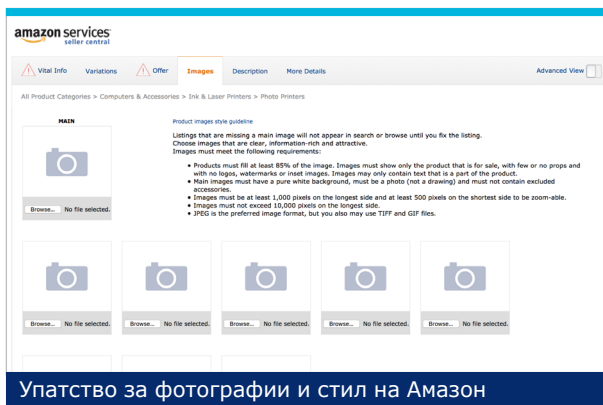 amazon services
seller central
Vital Info Variations Offer Images Description More Details Advanced View
All Product Categories > Computers & Accessories > Ink & Laser Printers > Photo Printers
MAIN
Browse... No file selected.
Product images style guideline
Listings that are missing a main image will not appear in search or browse until you fix the listing.
Choose images that are clear, information-rich and attractive.
Images must meet the following requirements:
• Products must fill at least 85% of the image. Images must show only the product that is for sale, with few or no props and
with no logos, watermarks or inset images. Images may only contain text that is a part of the product.
• Main images must have a pure white background, must be a photo (not a drawing) and must not contain excluded
accessories.
• Images must be at least 1,000 pixels on the longest side and at least 500 pixels on the shortest side to be zoom-able.
• Images must not exceed 10,000 pixels on the longest side.
• JPEG is the preferred image format, but you also may use TIFF and GIF files.
Browse... No file selected. Browse... No file selected. Browse... No file selected. Browse... No file selected. Browse... No file selected.
Упатство за фотографии и стил на Амазон